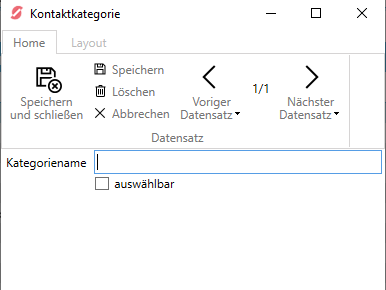 Kontaktkategorie
Home Layout
Speichern und schließen
Speichern
Löschen
Abbrechen
Voriger Datensatz
1/1
Nächster Datensatz
Datensatz
Kategoriename
auswählbar